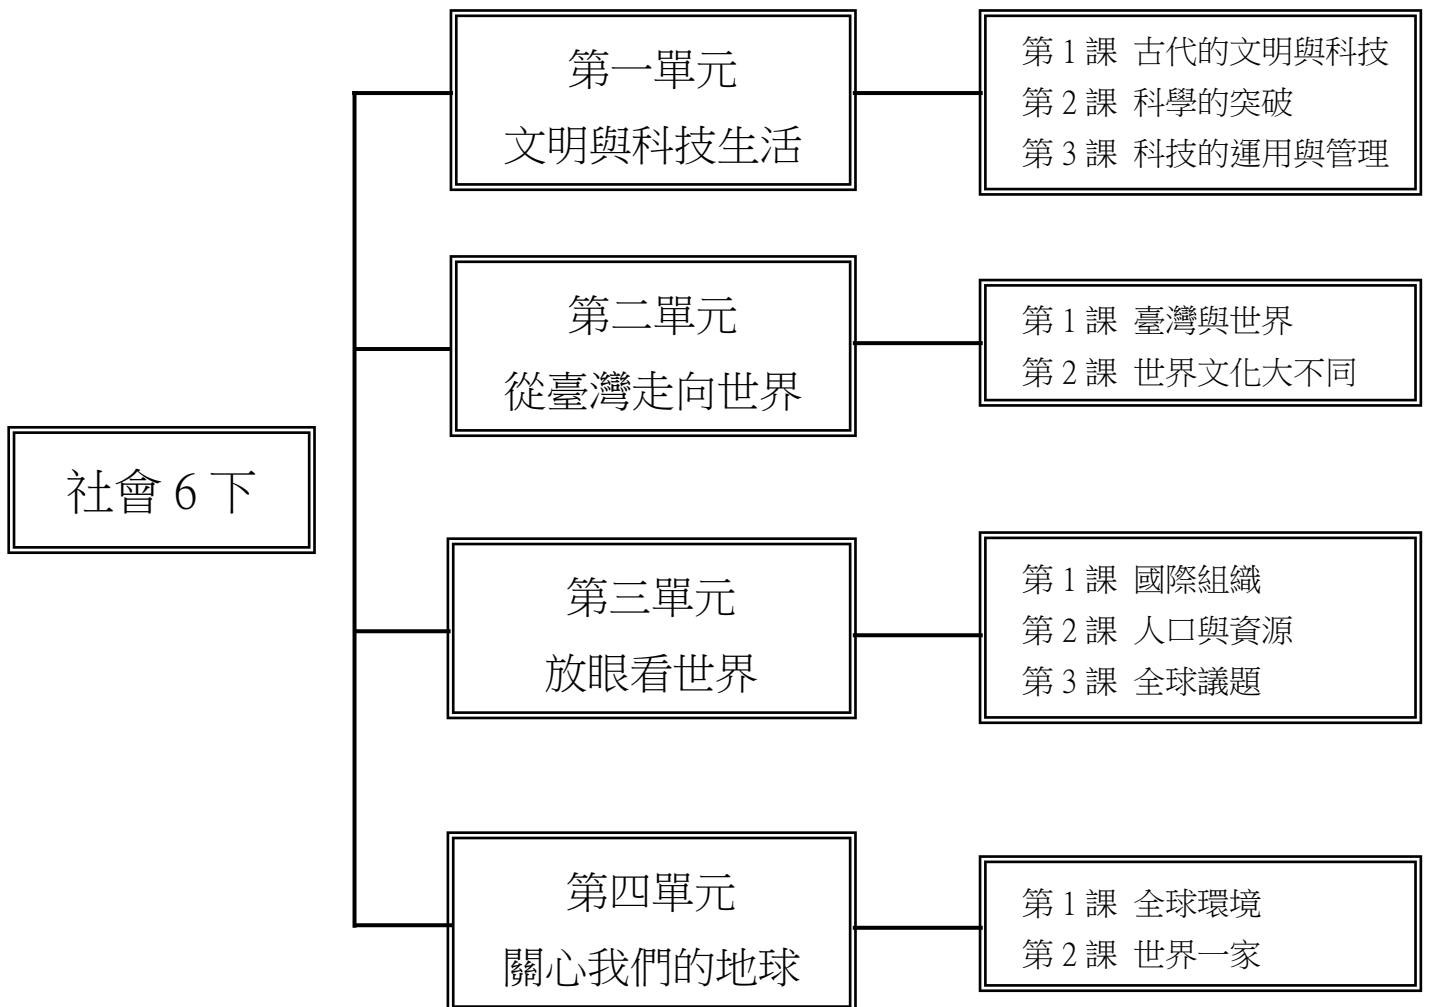 社會 6 下
第一單元
文明與科技生活
第 1 課 古代的文明與科技
第 2 課 科學的突破
第 3 課 科技的運用與管理
第二單元
從臺灣走向世界
第 1 課 臺灣與世界
第 2 課 世界文化大不同
第三單元
放眼看世界
第 1 課 國際組織
第 2 課 人口與資源
第 3 課 全球議題
第四單元
關心我們的地球
第 1 課 全球環境
第 2 課 世界一家